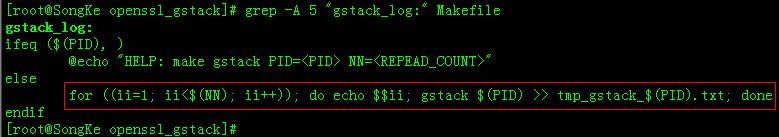 [root@SongKe openssl_gstack]# grep -A 5 "gstack_log:" Makefile
gstack_log:
ifeq ($(PID), )
        @echo "HELP: make gstack PID=<PID> NN=<REPEAD_COUNT>"
else
        for ((ii=1; ii<$(NN); ii++)); do echo $$ii; gstack $(PID) >> tmp_gstack_$(PID).txt; done
endif
[root@SongKe openssl_gstack]#